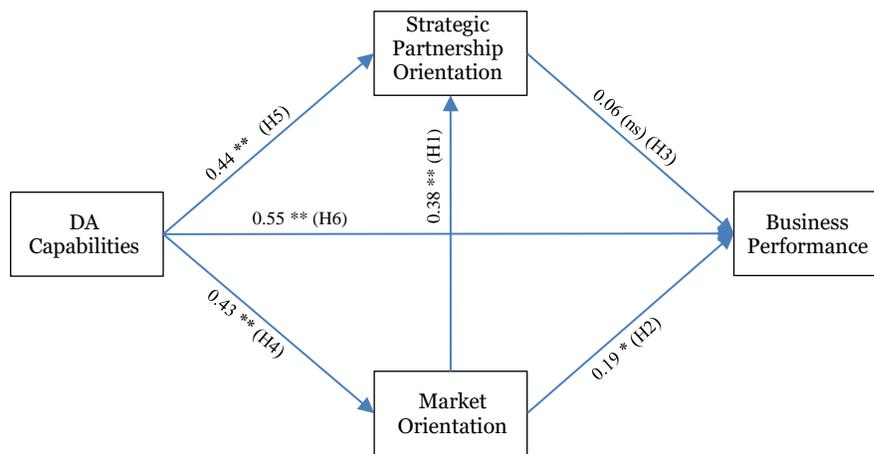 Strategic
Partnership
Orientation
0.44 ** (H5)
0.06 (ns) (H3)
0.38 ** (H1)
DA
Capabilities
0.55 ** (H6)
Business
Performance
0.43 ** (H4)
0.19 * (H2)
Market
Orientation